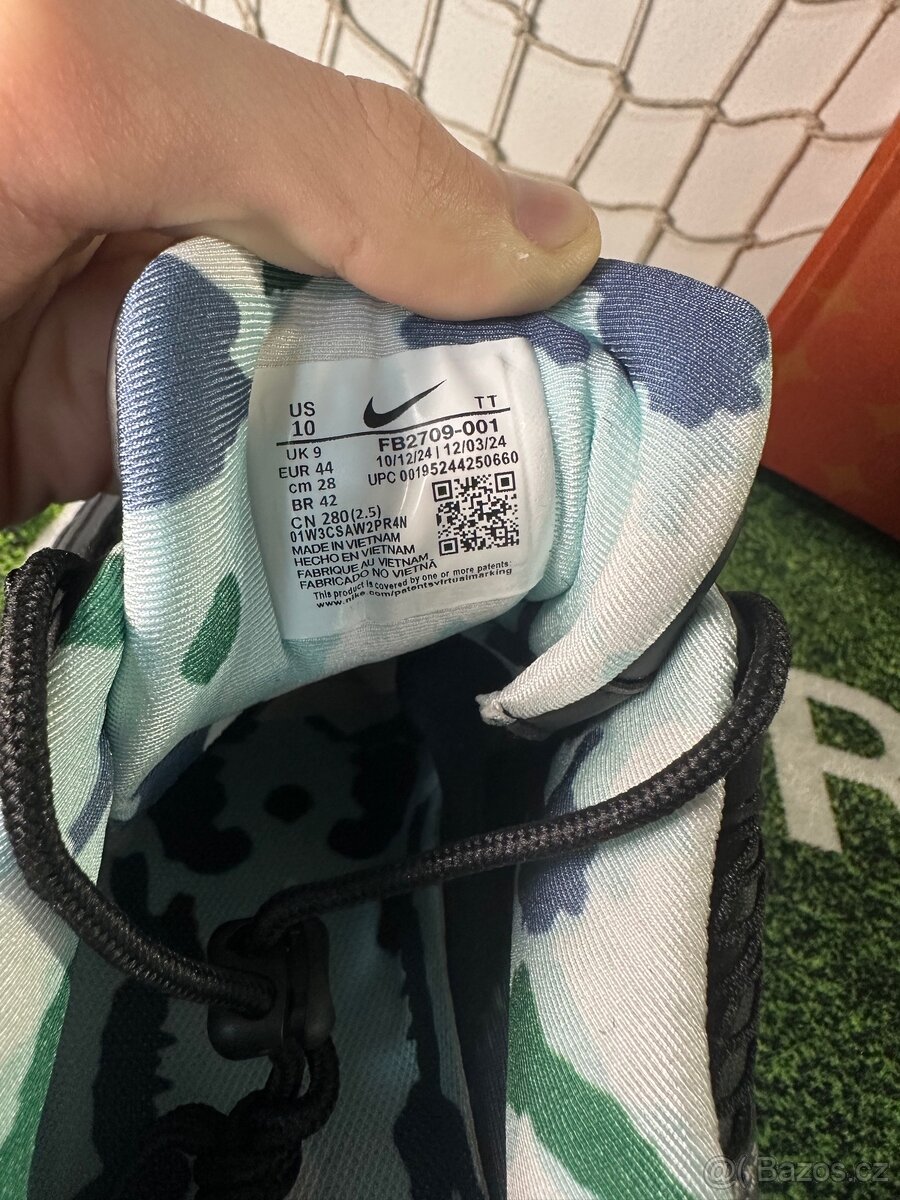 US TT
10 FB2709-001
UK 9 10/12/24 | 12/03/24
EUR 44 UPC 00195244250660
cm 28
BR 42
CN 280(2.5)
01W3CSAW2PR4N
MADE IN VIETNAM
HECHO EN VIETNAM
FABRIQUE AU VIETNAM
FABRICADO NO VIETNÃ
This product is covered by one or more patents:
www.nike.com/patentsvirtualmarking
R
Bazos.cz